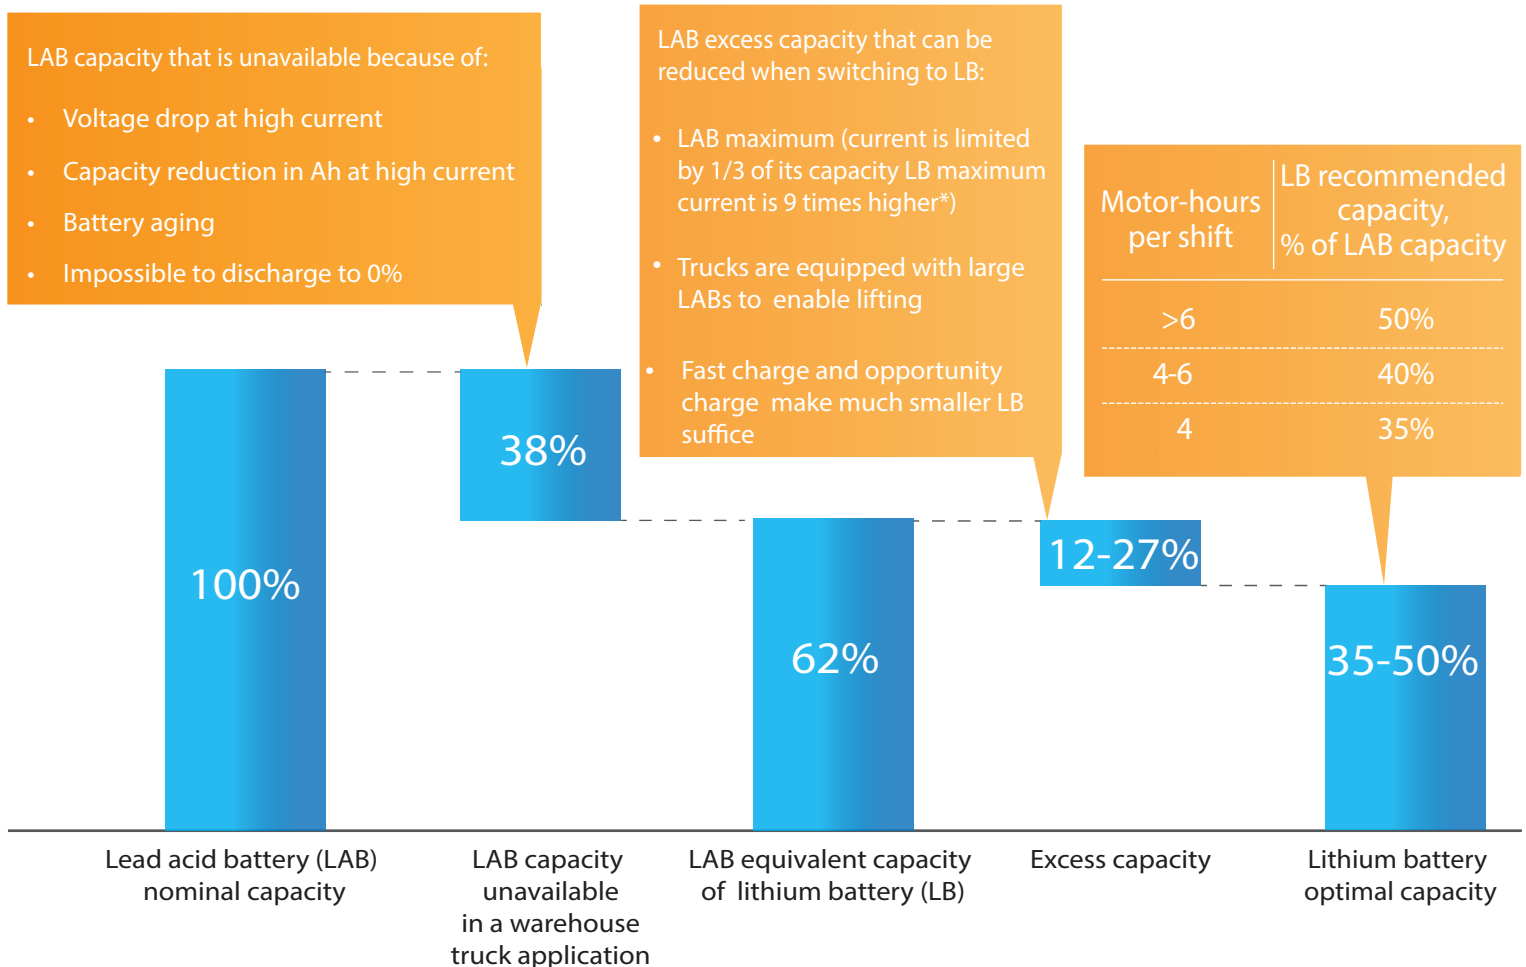 LAB capacity that is unavailable because of:
• Voltage drop at high current
• Capacity reduction in Ah at high current
• Battery aging
• Impossible to discharge to 0%
LAB excess capacity that can be
reduced when switching to LB:
• LAB maximum (current is limited
by 1/3 of its capacity LB maximum
current is 9 times higher*)
• Trucks are equipped with large
LABs to enable lifting
• Fast charge and opportunity
charge make much smaller LB
suffice
Motor-hours
per shift
LB recommended
capacity,
% of LAB capacity
>6 50%
4-6 40%
4 35%
100%
38%
62%
12-27%
35-50%
Lead acid battery (LAB)
nominal capacity
LAB capacity
unavailable
in a warehouse
truck application
LAB equivalent capacity
of lithium battery (LB)
Excess capacity
Lithium battery
optimal capacity